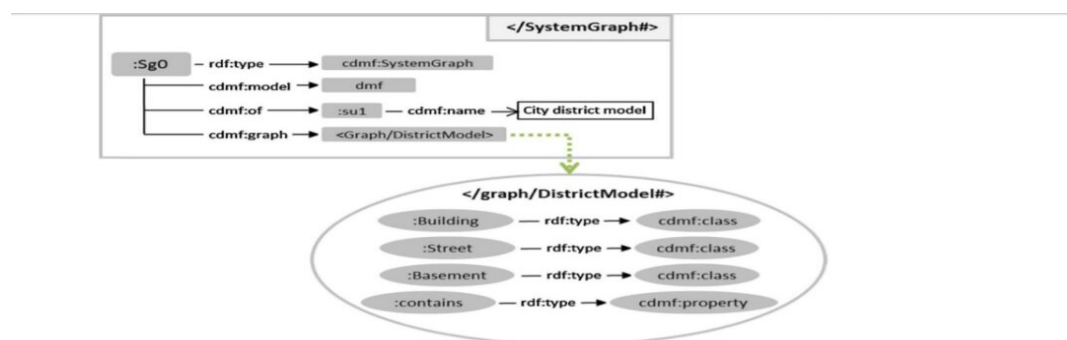 </SystemGraph#>
:Sg0 rdf:type cdmf:SystemGraph
cdmf:model dmf
cdmf:of :su1 cdmf:name City district model
cdmf:graph <Graph/DistrictModel>
</graph/DistrictModel#>
:Building rdf:type cdmf:class
:Street rdf:type cdmf:class
:Basement rdf:type cdmf:class
:contains rdf:type cdmf:property